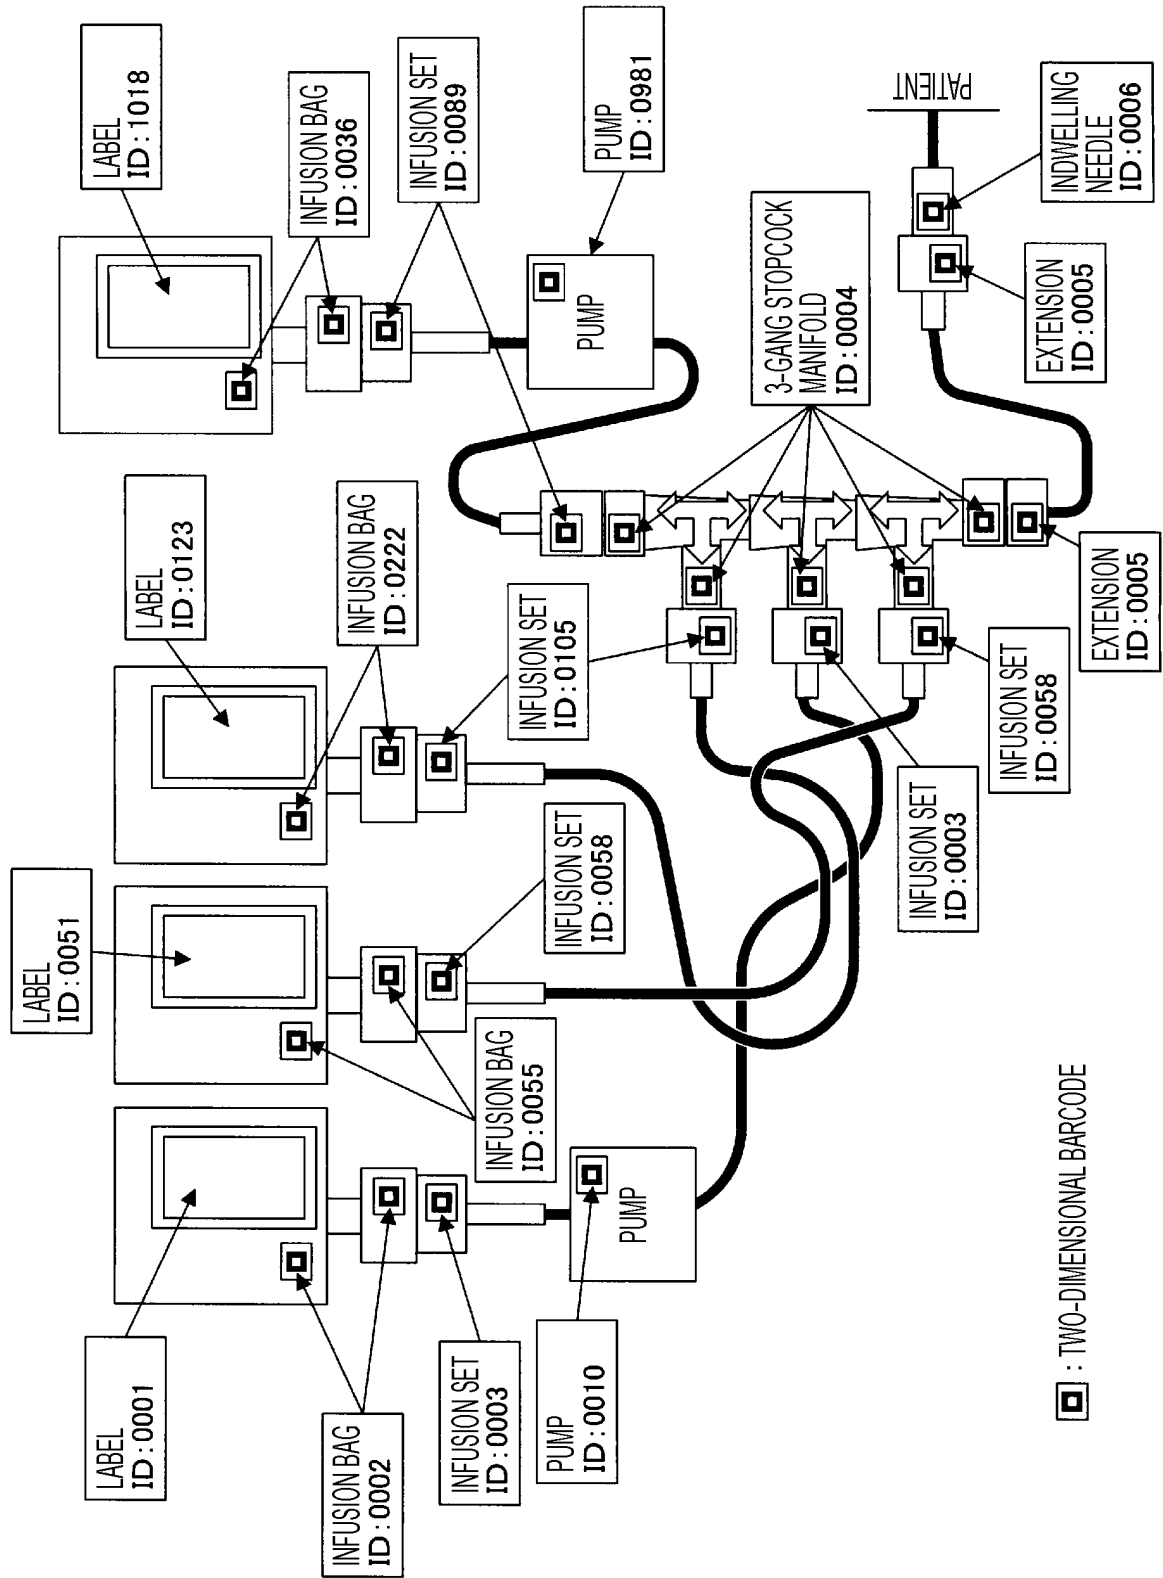 LABEL
ID:0001
LABEL
ID:0051
LABEL
ID:0123
LABEL
ID:1018
INFUSION BAG
ID:0002
INFUSION BAG
ID:0055
INFUSION BAG
ID:0222
INFUSION BAG
ID:0036
INFUSION SET
ID:0003
INFUSION SET
ID:0058
INFUSION SET
ID:0105
INFUSION SET
ID:0089
PUMP
ID:0010
PUMP
PUMP
PUMP
ID:0981
3-GANG STOPCOCK
MANIFOLD
ID:0004
PATIENT
INFUSION SET
ID:0003
INFUSION SET
ID:0058
EXTENSION
ID:0005
EXTENSION
ID:0005
INDWELLING
NEEDLE
ID:0006
: TWO-DIMENSIONAL BARCODE